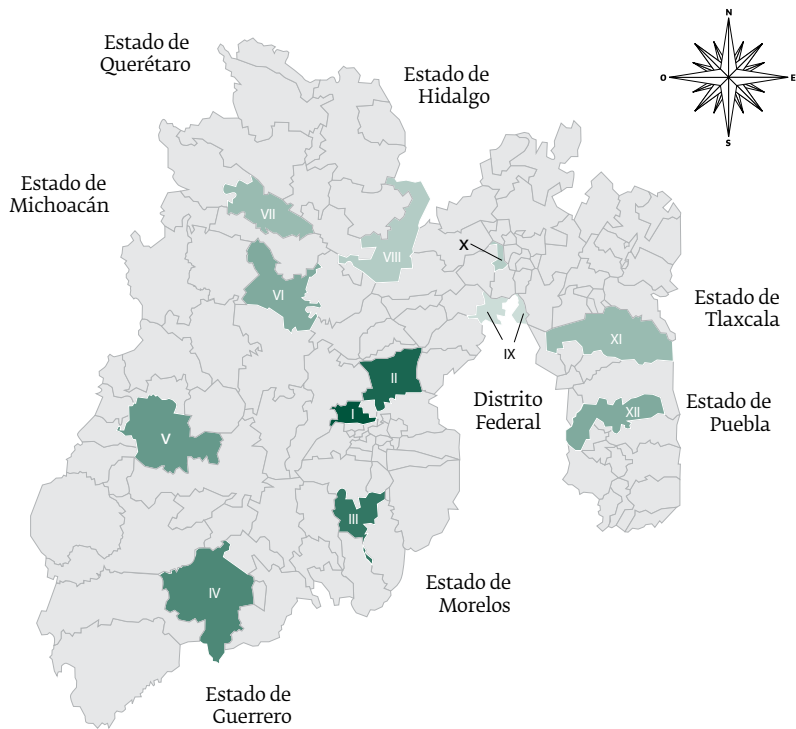 N
O
E
S
Estado de
Querétaro
Estado de
Hidalgo
Estado de
Michoacán
VII
VIII
X
VI
Estado de
Tlaxcala
XI
IX
II
Distrito
Federal
Estado de
Puebla
XII
I
V
III
Estado de
Morelos
IV
Estado de
Guerrero